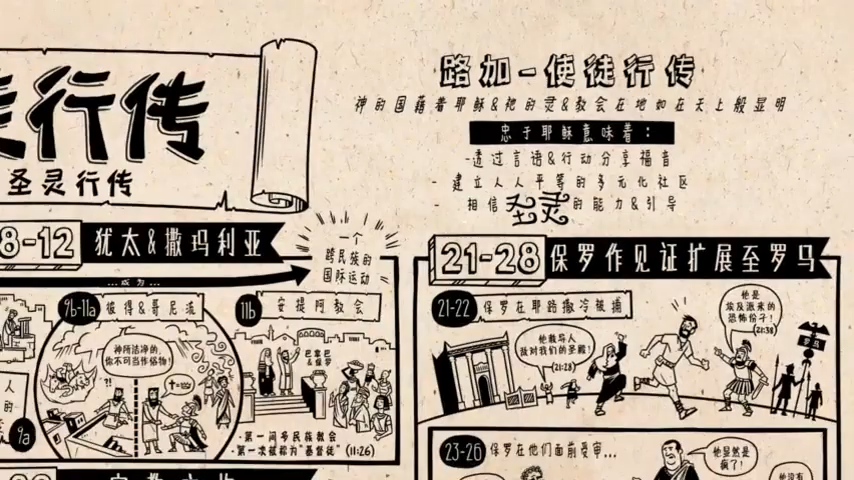 行传
圣灵行传
路加-使徒行传
神的国藉着耶稣&祂的灵&教会在地如在天上般显明
忠于耶稣意味着:
-透过言语&行动分享福音
- 建立人人平等的多元化社区
- 相信圣灵的能力&引导
8-12 犹太&撒玛利亚
...成为...
一个
跨民族的
国际运动
9b-11a 彼得&哥尼流
神所洁净的,
你不可当作俗物!
?!
9a
11b 安提阿教会
巴拿巴
&保罗
-第一间多民族教会
-第一次被称为“基督徒” (11:26)
21-28 保罗作见证扩展至罗马
21-22 保罗在耶路撒冷被捕
他教导人
敌对我们的圣殿!
(21:28)
他是
埃及派来的
恐怖份子!
(21:38)
罗马
23-26 保罗在他们面前受审...
他显然是
疯了!
他没有